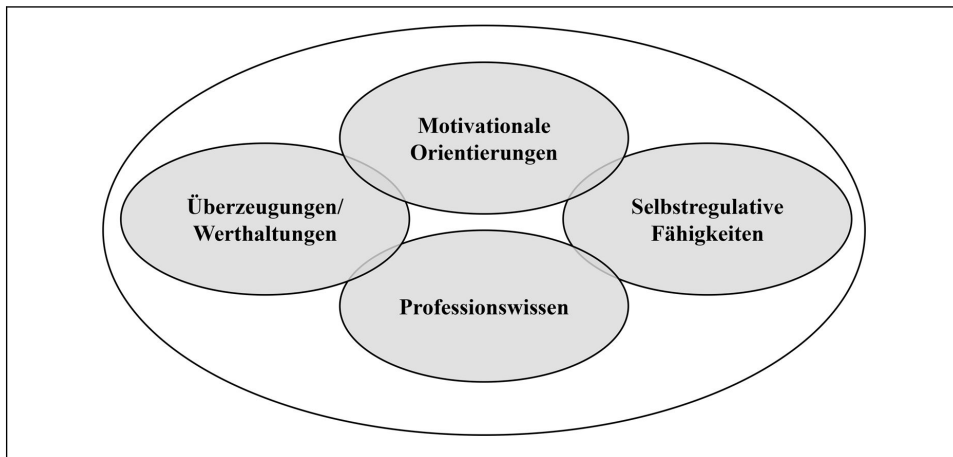 Motivationale
Orientierungen
Überzeugungen/
Werthaltungen
Selbstregulative
Fähigkeiten
Professionswissen